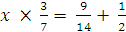 x × 3/7 = 9/14 + 1/2